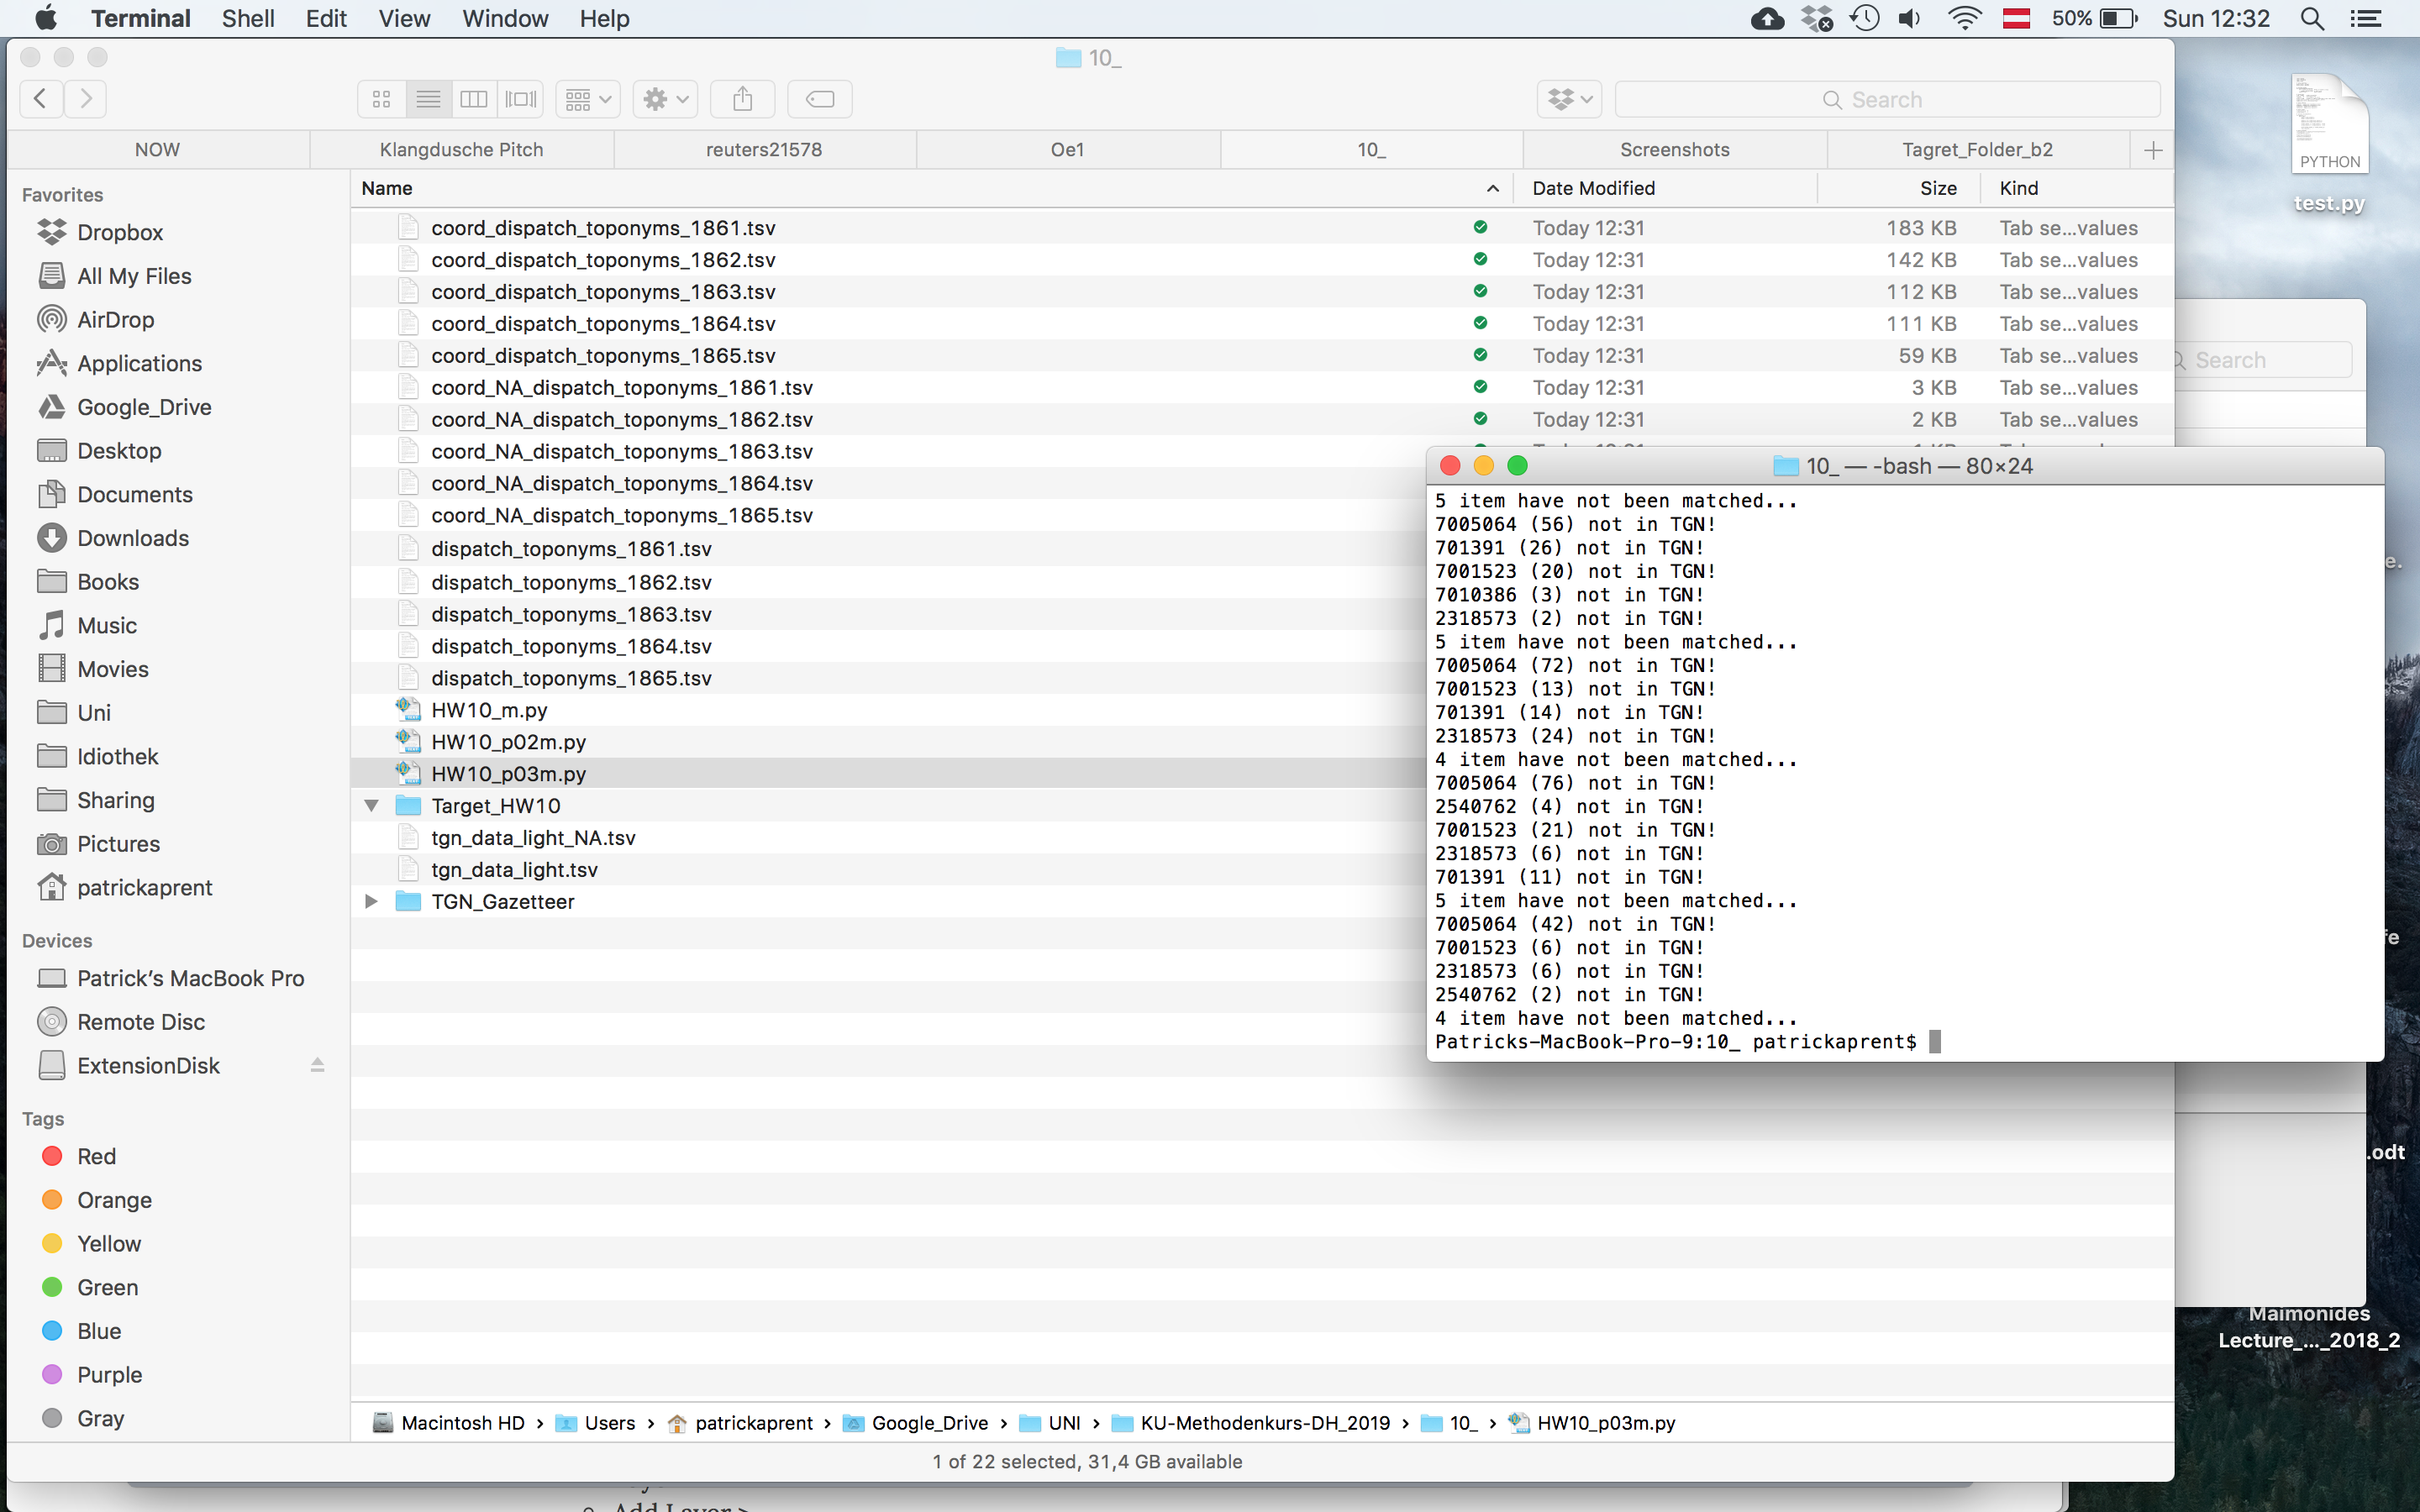 Terminal Shell Edit View Window Help 50% Sun 12:32
10_
Search
NOW Klangdusche Pitch reuters21578 Oe1 10_ Screenshots Tagret_Folder_b2
Name Date Modified Size Kind
Favorites
Dropbox
All My Files
AirDrop
Applications
Google_Drive
Desktop
Documents
Downloads
Books
Music
Movies
Uni
Idiothek
Sharing
Pictures
patrickaprent
Devices
Patrick's MacBook Pro
Remote Disc
ExtensionDisk
Tags
Red
Orange
Yellow
Green
Blue
Purple
Gray
coord_dispatch_toponyms_1861.tsv Today 12:31 183 KB Tab se...values
coord_dispatch_toponyms_1862.tsv Today 12:31 142 KB Tab se...values
coord_dispatch_toponyms_1863.tsv Today 12:31 112 KB Tab se...values
coord_dispatch_toponyms_1864.tsv Today 12:31 111 KB Tab se...values
coord_dispatch_toponyms_1865.tsv Today 12:31 59 KB Tab se...values
coord_NA_dispatch_toponyms_1861.tsv Today 12:31 3 KB Tab se...values
coord_NA_dispatch_toponyms_1862.tsv Today 12:31 2 KB Tab se...values
coord_NA_dispatch_toponyms_1863.tsv
coord_NA_dispatch_toponyms_1864.tsv
coord_NA_dispatch_toponyms_1865.tsv
dispatch_toponyms_1861.tsv
dispatch_toponyms_1862.tsv
dispatch_toponyms_1863.tsv
dispatch_toponyms_1864.tsv
dispatch_toponyms_1865.tsv
HW10_m.py
HW10_p02m.py
HW10_p03m.py
Target_HW10
tgn_data_light_NA.tsv
tgn_data_light.tsv
TGN_Gazetteer
Macintosh HD › Users › patrickaprent › Google_Drive › UNI › KU-Methodenkurs-DH_2019 › 10_ › HW10_p03m.py
1 of 22 selected, 31,4 GB available
10_ — -bash — 80×24
5 item have not been matched...
7005064 (56) not in TGN!
701391 (26) not in TGN!
7001523 (20) not in TGN!
7010386 (3) not in TGN!
2318573 (2) not in TGN!
5 item have not been matched...
7005064 (72) not in TGN!
7001523 (13) not in TGN!
701391 (14) not in TGN!
2318573 (24) not in TGN!
4 item have not been matched...
7005064 (76) not in TGN!
2540762 (4) not in TGN!
7001523 (21) not in TGN!
2318573 (6) not in TGN!
701391 (11) not in TGN!
5 item have not been matched...
7005064 (42) not in TGN!
7001523 (6) not in TGN!
2318573 (6) not in TGN!
2540762 (2) not in TGN!
4 item have not been matched...
Patricks-MacBook-Pro-9:10_ patrickaprent$
PYTHON
test.py
Search
e.
fe
.odt
Maimonides
Lecture_..._2018_2